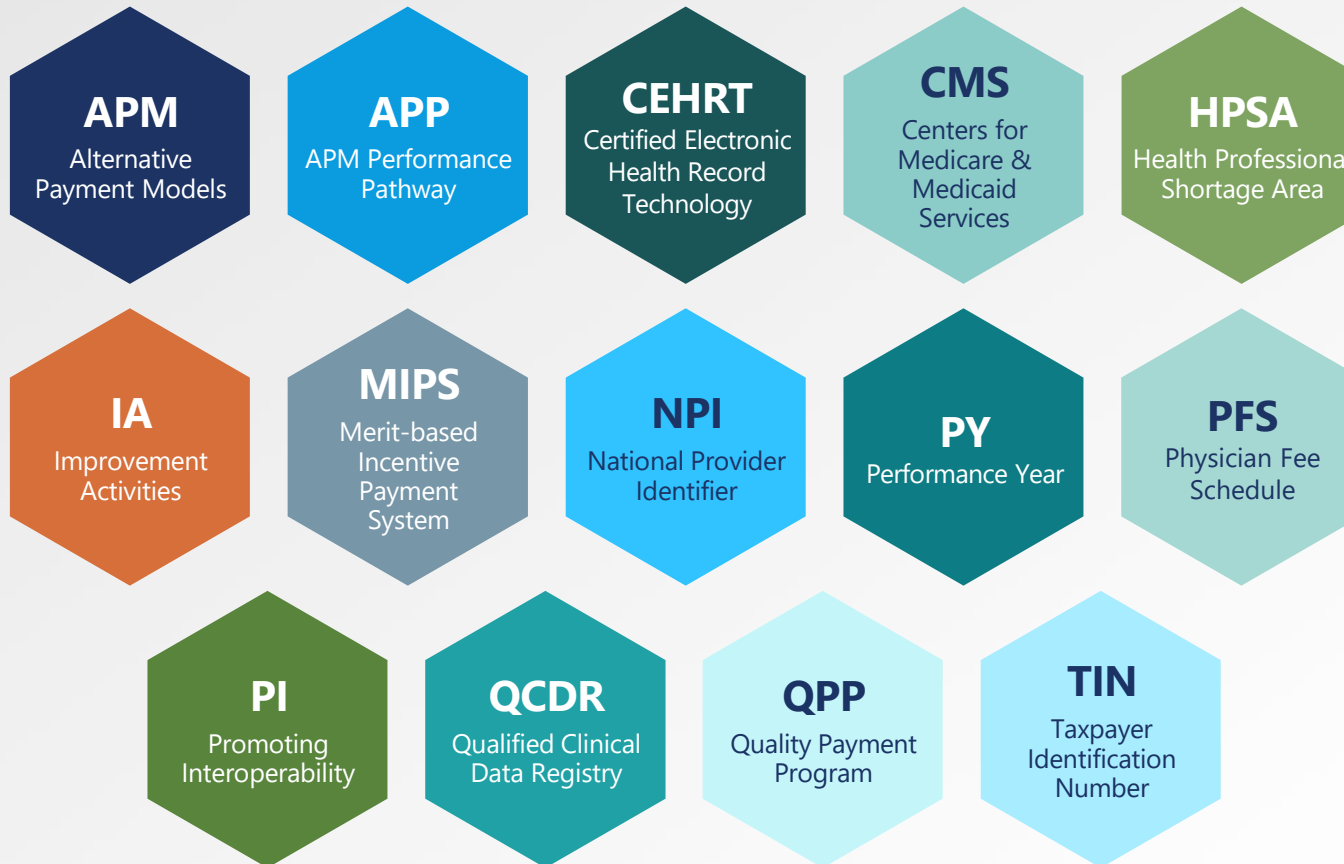 APM
Alternative
Payment Models
APP
APM Performance
Pathway
CEHRT
Certified Electronic
Health Record
Technology
CMS
Centers for
Medicare &
Medicaid
Services
HPSA
Health Professiona
Shortage Area
IA
Improvement
Activities
MIPS
Merit-based
Incentive
Payment
System
NPI
National Provider
Identifier
PY
Performance Year
PFS
Physician Fee
Schedule
PI
Promoting
Interoperability
QCDR
Qualified Clinical
Data Registry
QPP
Quality Payment
Program
TIN
Taxpayer
Identification
Number